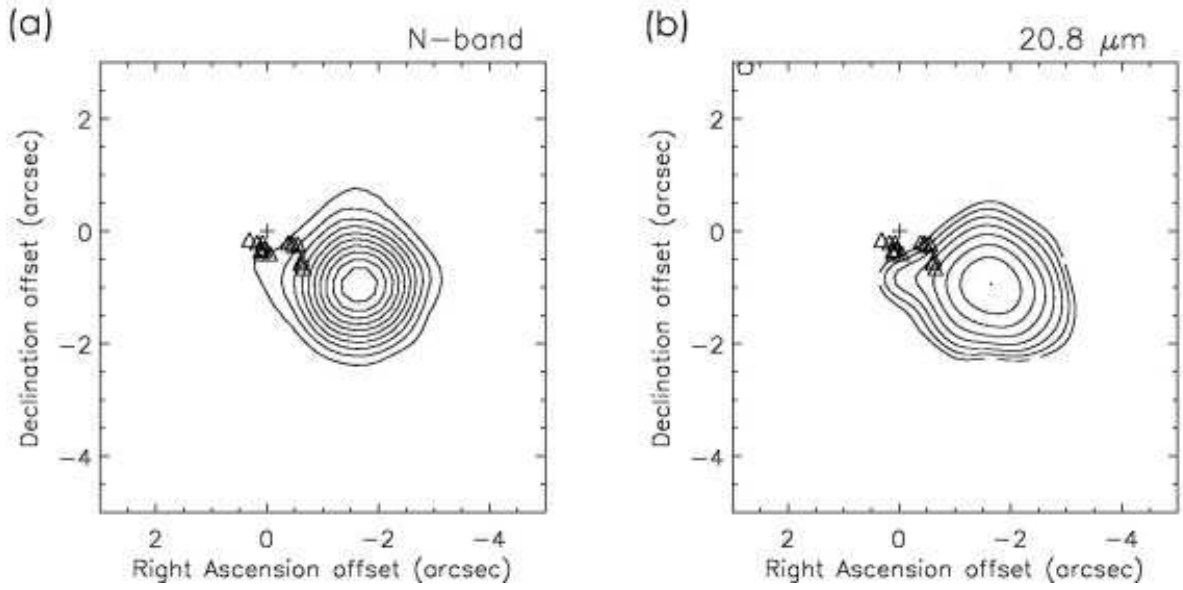 (a)
N-band
Declination offset (arcsec)
2
0
−2
−4
2 0 −2 −4
Right Ascension offset (arcsec)
(b)
20.8 μm
Declination offset (arcsec)
2
0
−2
−4
2 0 −2 −4
Right Ascension offset (arcsec)